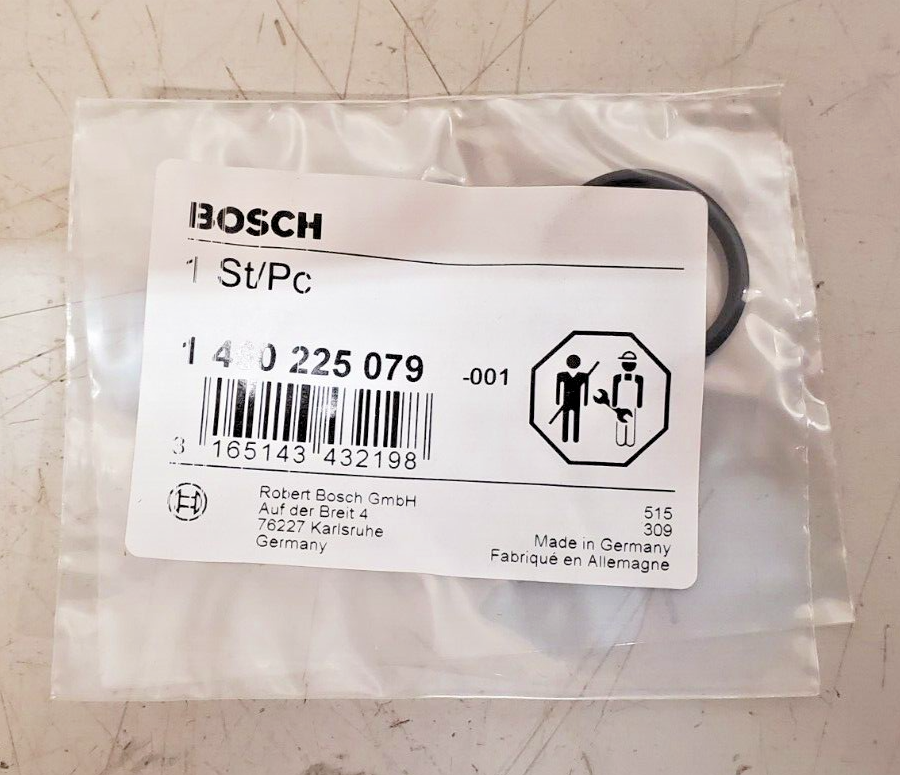 BOSCH
1 St/Pc
1 225 079
-001
3 165143 432198
Robert Bosch GmbH
Auf der Breit 4
76227 Karlsruhe
Germany
515
309
Made in Germany
Fabriqué en Allemagne